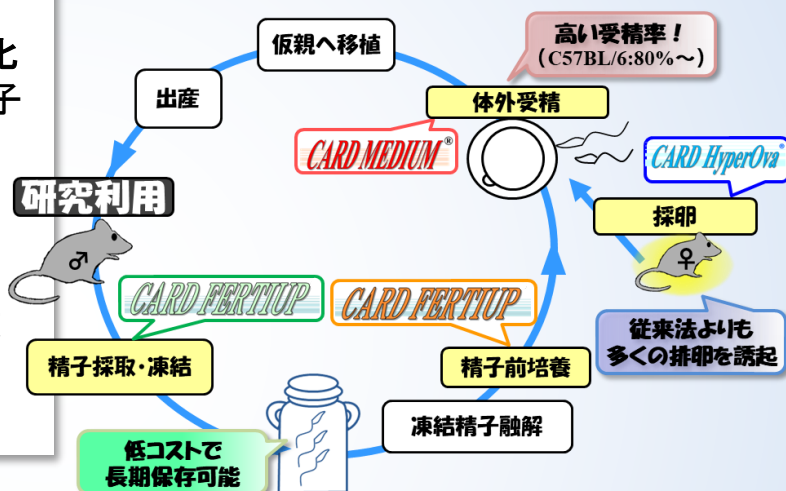 化
子
仮親へ移植
高い受精率！
（C57BL/6:80%～）
出産
体外受精
CARD MEDIUM®
CARD HyperOva®
研究利用
採卵
♂
♀
CARD FERTIUP
CARD FERTIUP
従来法よりも
多くの排卵を誘起
精子採取・凍結
精子前培養
凍結精子融解
低コストで
長期保存可能